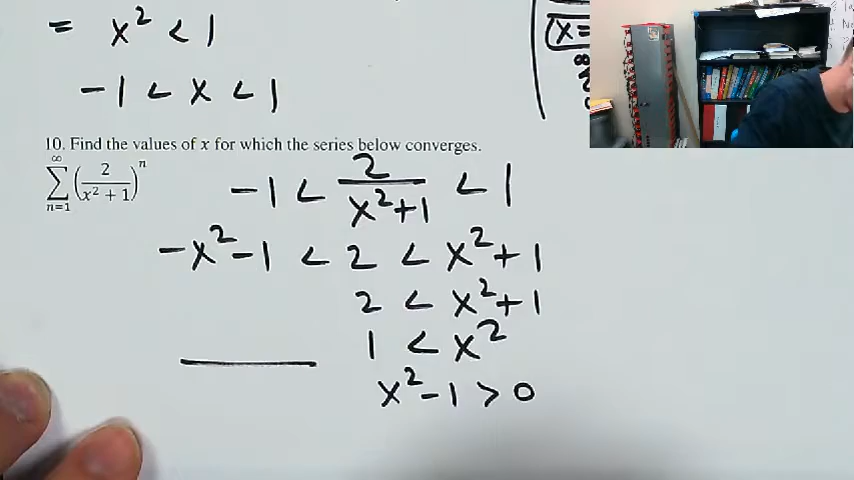 = x² < 1
x =
-1 < x < 1
10. Find the values of x for which the series below converges.
∑_{n=1}^{∞} (2/(x² + 1))^n
-1 < 2/(x²+1) < 1
-x²-1 < 2 < x²+1
2 < x²+1
1 < x²
x²-1 > 0